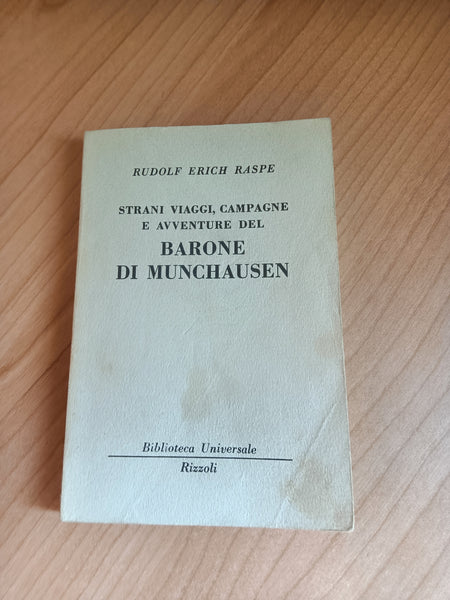 RUDOLF ERICH RASPE
STRANI VIAGGI, CAMPAGNE
E AVVENTURE DEL
BARONE
DI MUNCHAUSEN
Biblioteca Universale
Rizzoli